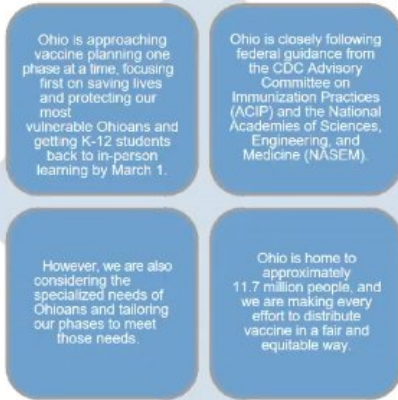 Ohio is approaching
vaccine planning one
phase at a time, focusing
first on saving lives
and protecting our
most
vulnerable Ohioans and
getting K-12 students
back to in-person
learning by March 1.
Ohio is closely following
federal guidance from
the CDC Advisory
Committee on
Immunization Practices
(ACIP) and the National
Academies of Sciences,
Engineering, and
Medicine (NASEM).
However, we are also
considering the
specialized needs of
Ohioans and tailoring
our phases to meet
those needs.
Ohio is home to
approximately
11.7 million people, and
we are making every
effort to distribute
vaccine in a fair and
equitable way.